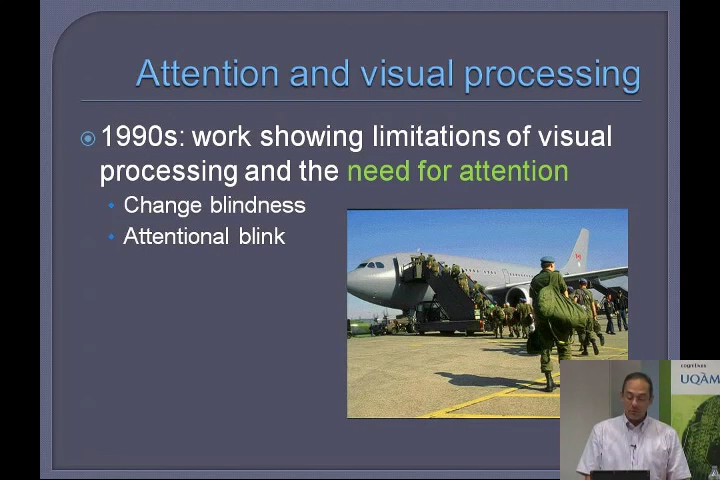 Attention and visual processing
1990s: work showing limitations of visual
processing and the need for attention
Change blindness
Attentional blink
UQÀM